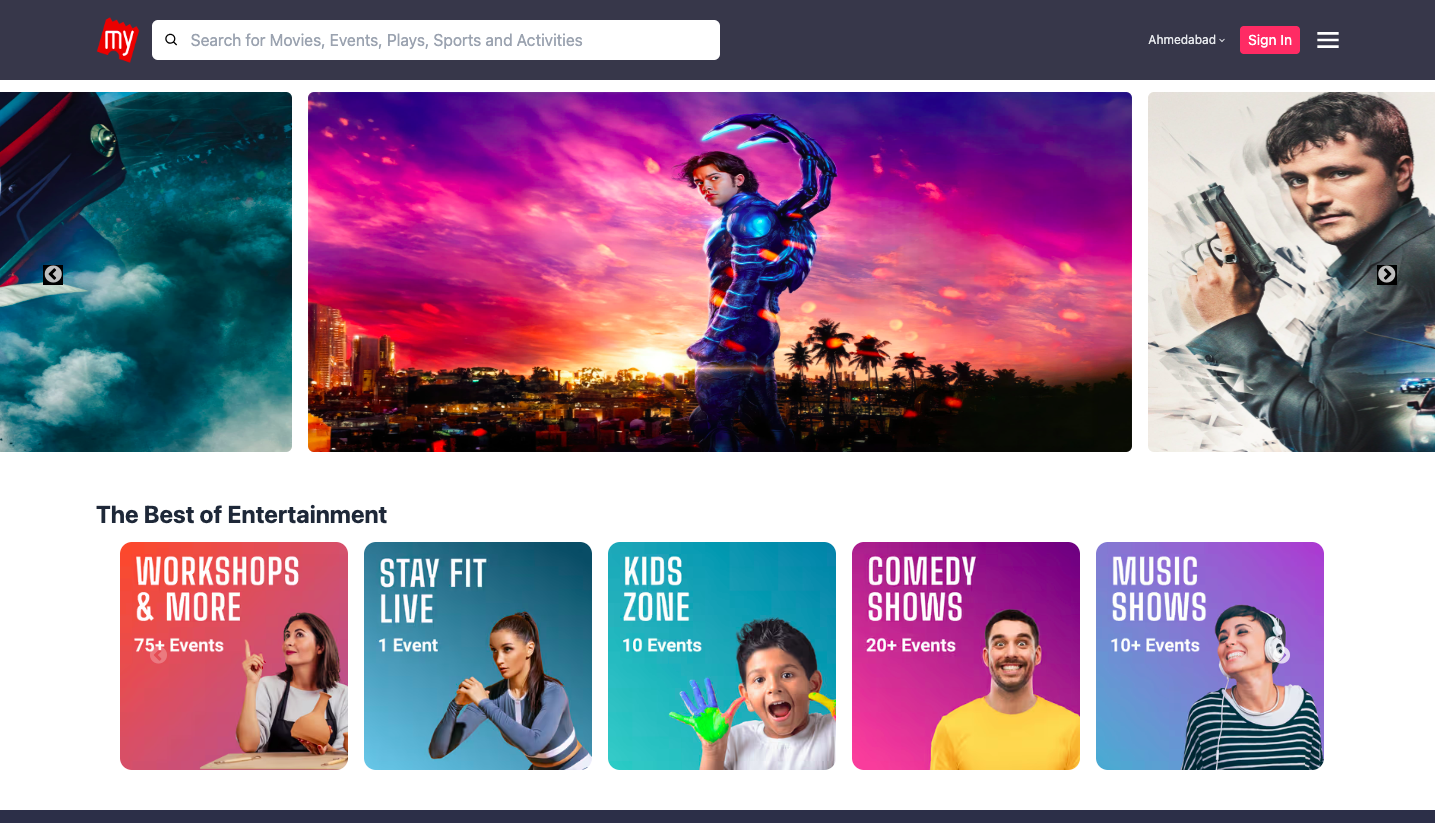 my
Search for Movies, Events, Plays, Sports and Activities
Ahmedabad
Sign In
The Best of Entertainment
WORKSHOPS
& MORE
75+ Events
STAY FIT
LIVE
1 Event
KIDS
ZONE
10 Events
COMEDY
SHOWS
20+ Events
MUSIC
SHOWS
10+ Events